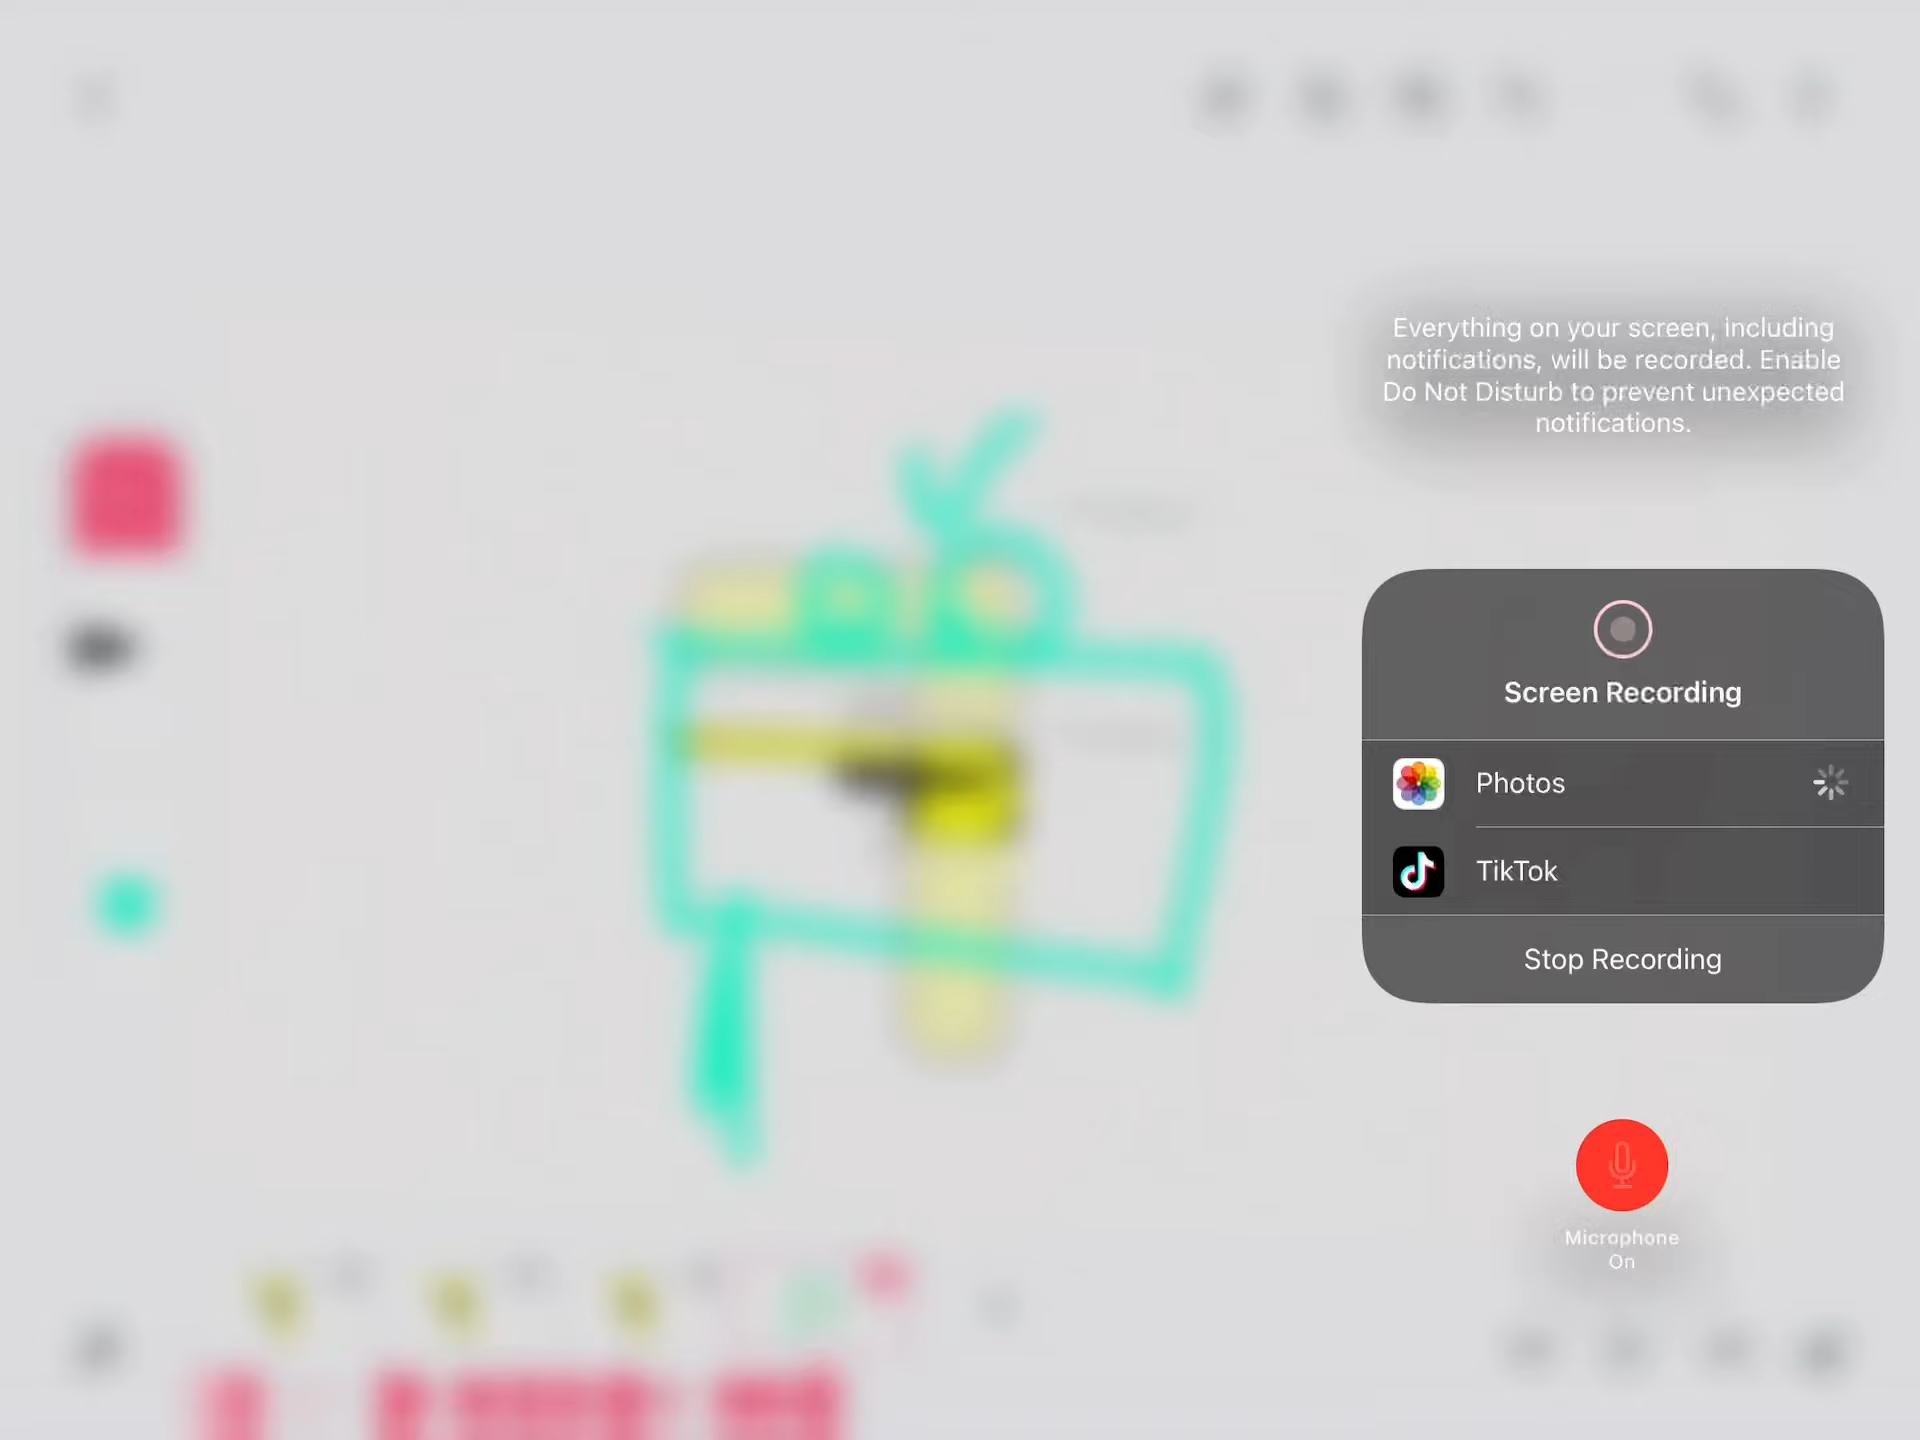 Everything on your screen, including
notifications, will be recorded. Enable
Do Not Disturb to prevent unexpected
notifications.
Screen Recording
Photos
TikTok
Stop Recording
Microphone
On